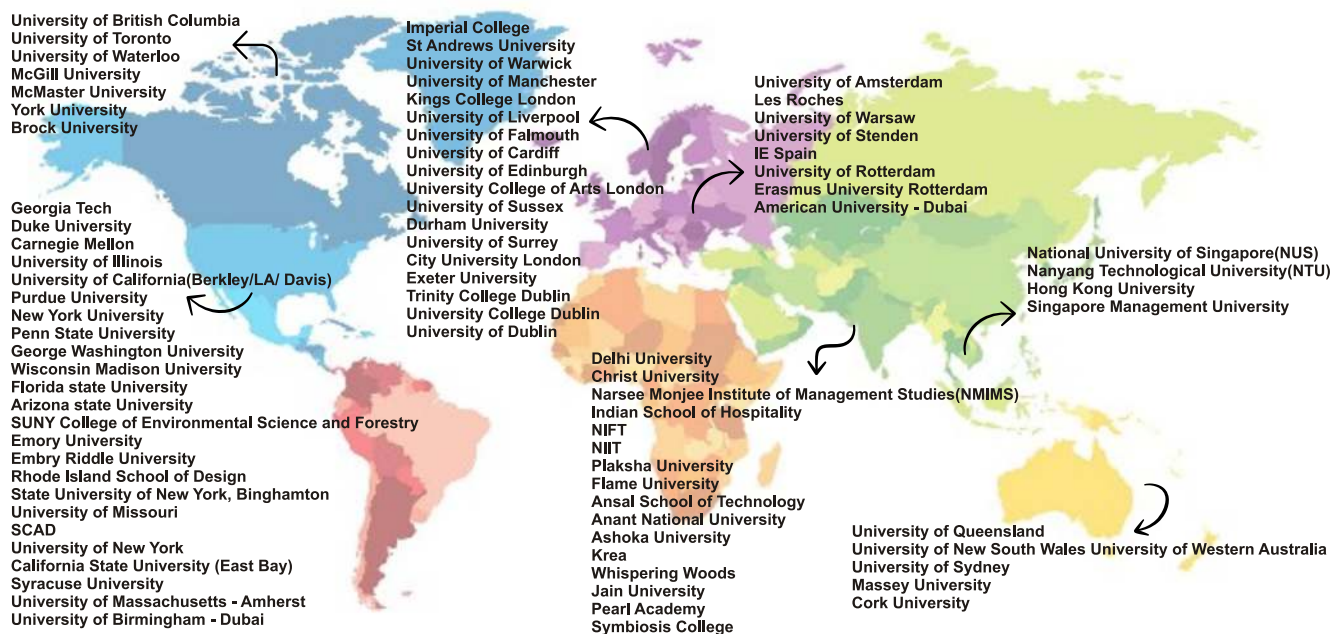 University of British Columbia
University of Toronto
University of Waterloo
McGill University
McMaster University
York University
Brock University
Imperial College
St Andrews University
University of Warwick
University of Manchester
Kings College London
University of Liverpool
University of Falmouth
University of Cardiff
University of Edinburgh
University College of Arts London
University of Sussex
Durham University
University of Surrey
City University London
Exeter University
Trinity College Dublin
University College Dublin
University of Dublin
University of Amsterdam
Les Roches
University of Warsaw
University of Stenden
IE Spain
University of Rotterdam
Erasmus University Rotterdam
American University - Dubai
Georgia Tech
Duke University
Carnegie Mellon
University of Illinois
University of California(Berkley/LA/ Davis)
Purdue University
New York University
Penn State University
George Washington University
Wisconsin Madison University
Florida state University
Arizona state University
SUNY College of Environmental Science and Forestry
Emory University
Embry Riddle University
Rhode Island School of Design
State University of New York, Binghamton
University of Missouri
SCAD
University of New York
California State University (East Bay)
Syracuse University
University of Massachusetts - Amherst
University of Birmingham - Dubai
National University of Singapore(NUS)
Nanyang Technological University(NTU)
Hong Kong University
Singapore Management University
Delhi University
Christ University
Narsee Monjee Institute of Management Studies(NMIMS)
Indian School of Hospitality
NIFT
NIIT
Plaksha University
Flame University
Ansal School of Technology
Anant National University
Ashoka University
Krea
Whispering Woods
Jain University
Pearl Academy
Symbiosis College
University of Queensland
University of New South Wales University of Western Australia
University of Sydney
Massey University
Cork University